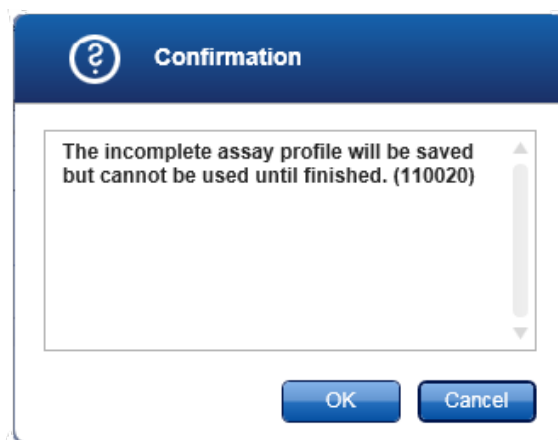 Confirmation
The incomplete assay profile will be saved
but cannot be used until finished. (110020)
OK
Cancel